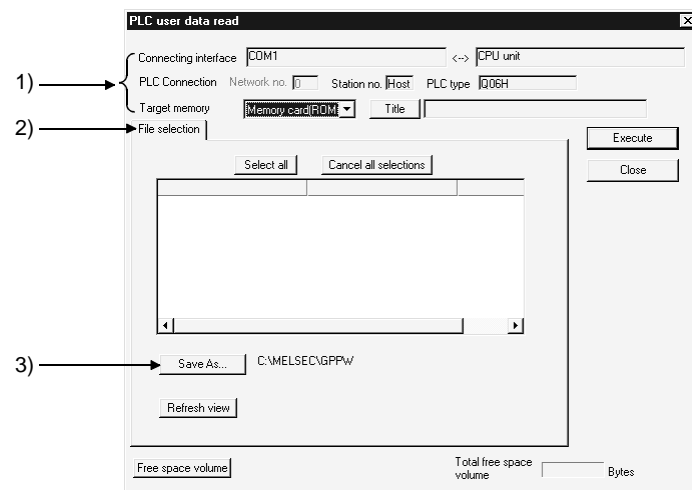 PLC user data read
Connecting interface COM1 <--> CPU unit
1) PLC Connection Network no. 0 Station no. Host PLC type Q06H
Target memory Memory card(ROM Title
2) File selection
Execute
Select all Cancel all selections
Close
3) Save As... C:\MELSEC\GPPW
Refresh view
Free space volume Total free space volume Bytes